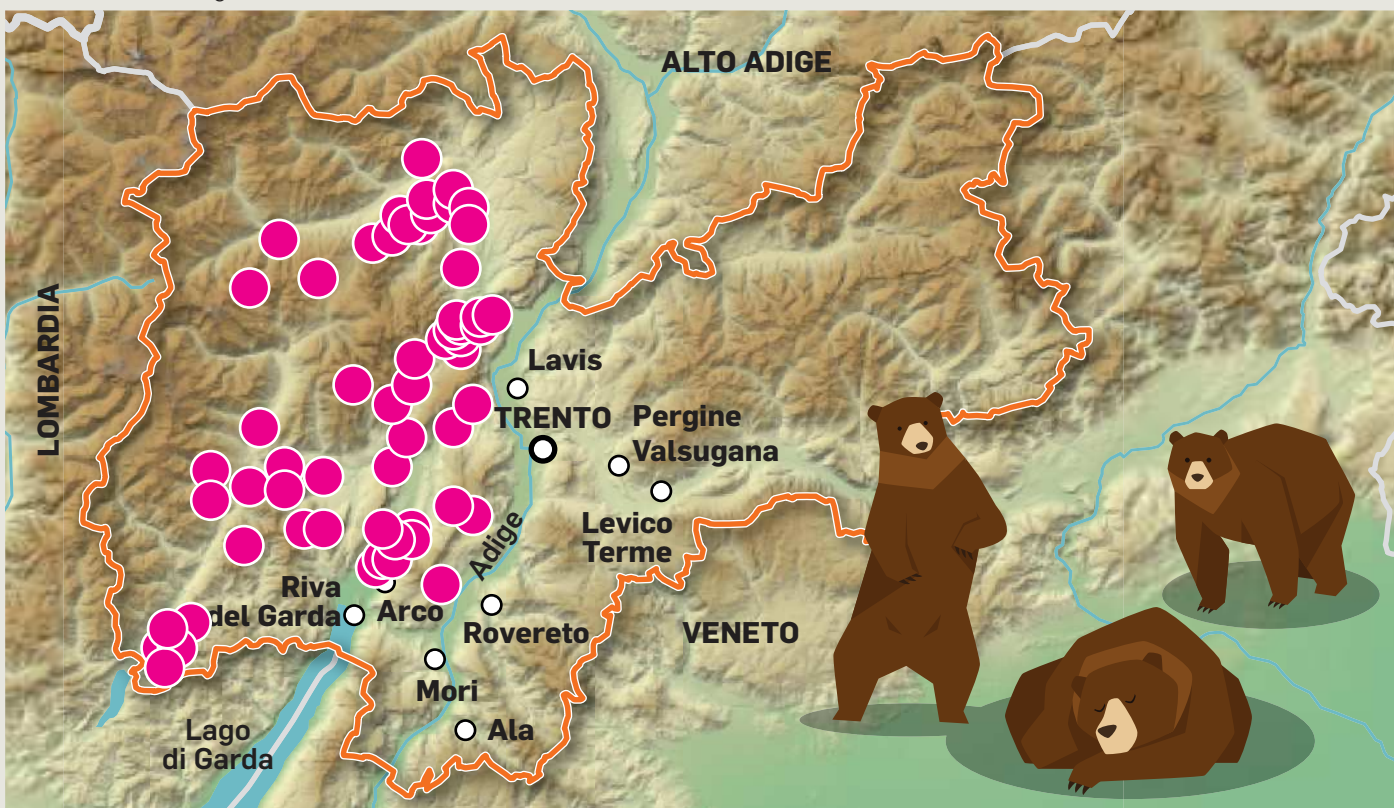 ALTO ADIGE
LOMBARDIA
Lavis
TRENTO
Pergine
Valsugana
Levico
Terme
Adige
Riva
del Garda
Arco
Rovereto
VENETO
Mori
Ala
Lago
di Garda